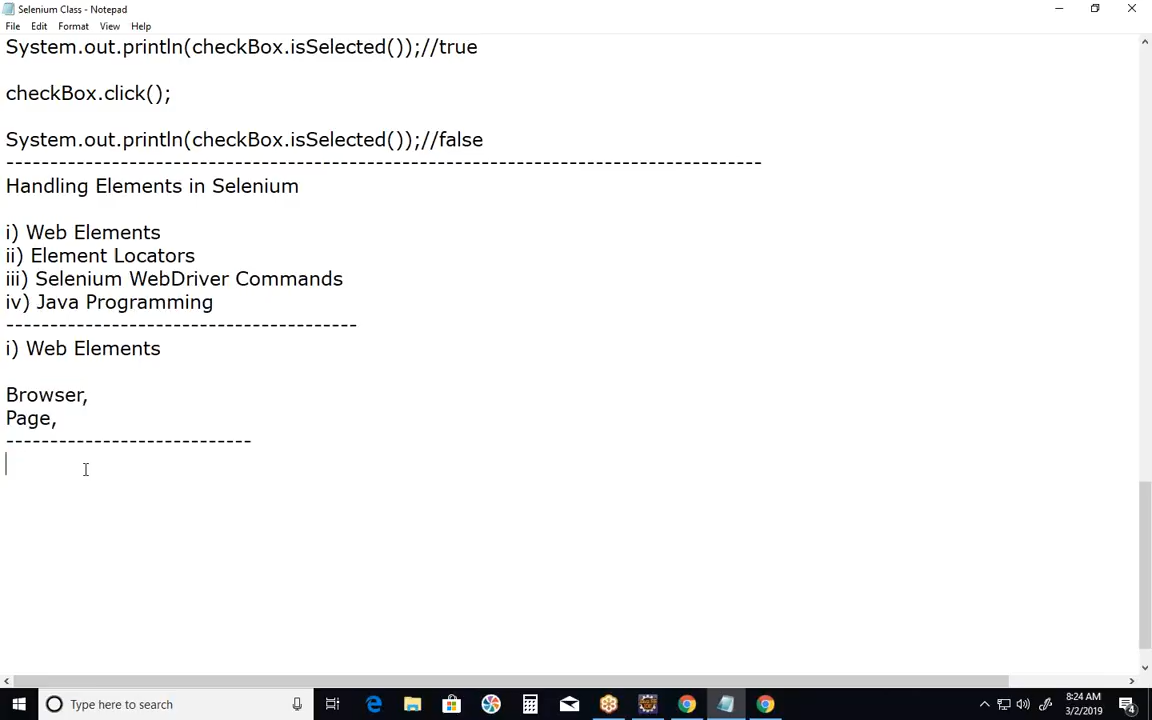 Selenium Class - Notepad
File Edit Format View Help
System.out.println(checkBox.isSelected());//true
checkBox.click();
System.out.println(checkBox.isSelected());//false
--------------------------------------------------------------------------------------
Handling Elements in Selenium
i) Web Elements
ii) Element Locators
iii) Selenium WebDriver Commands
iv) Java Programming
----------------------------------------
i) Web Elements
Browser,
Page,
----------------------------
Type here to search
8:24 AM
3/2/2019
4